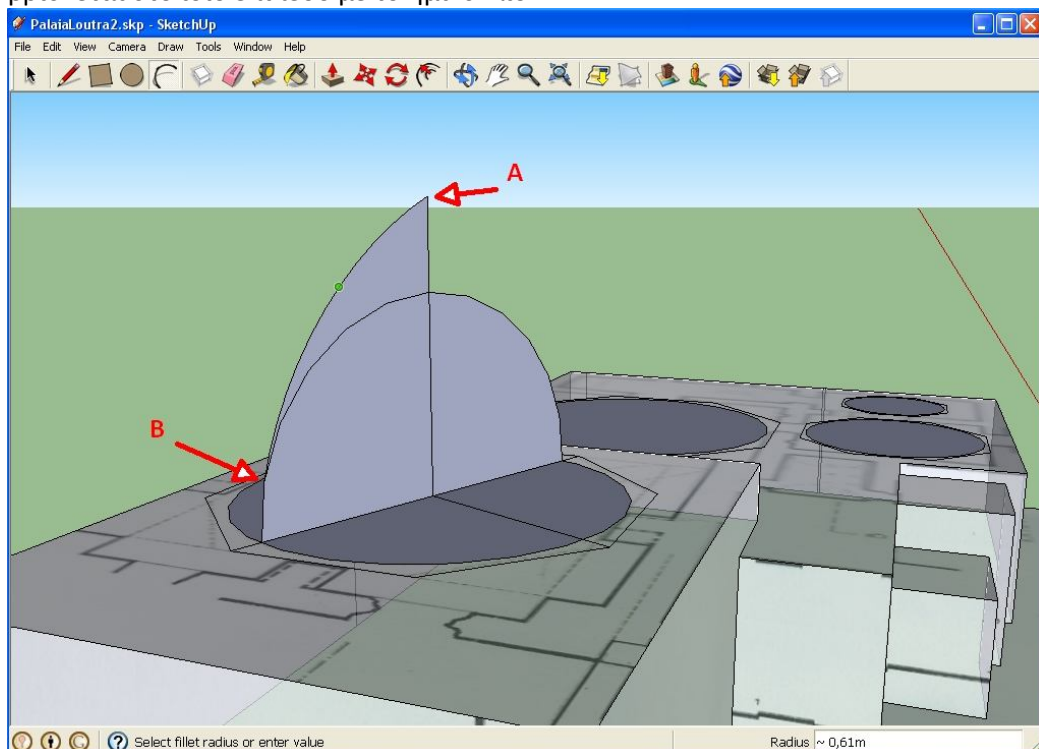 PalaiaLoutra2.skp - SketchUp
File Edit View Camera Draw Tools Window Help
A
B
Select fillet radius or enter value
Radius ~ 0,61m